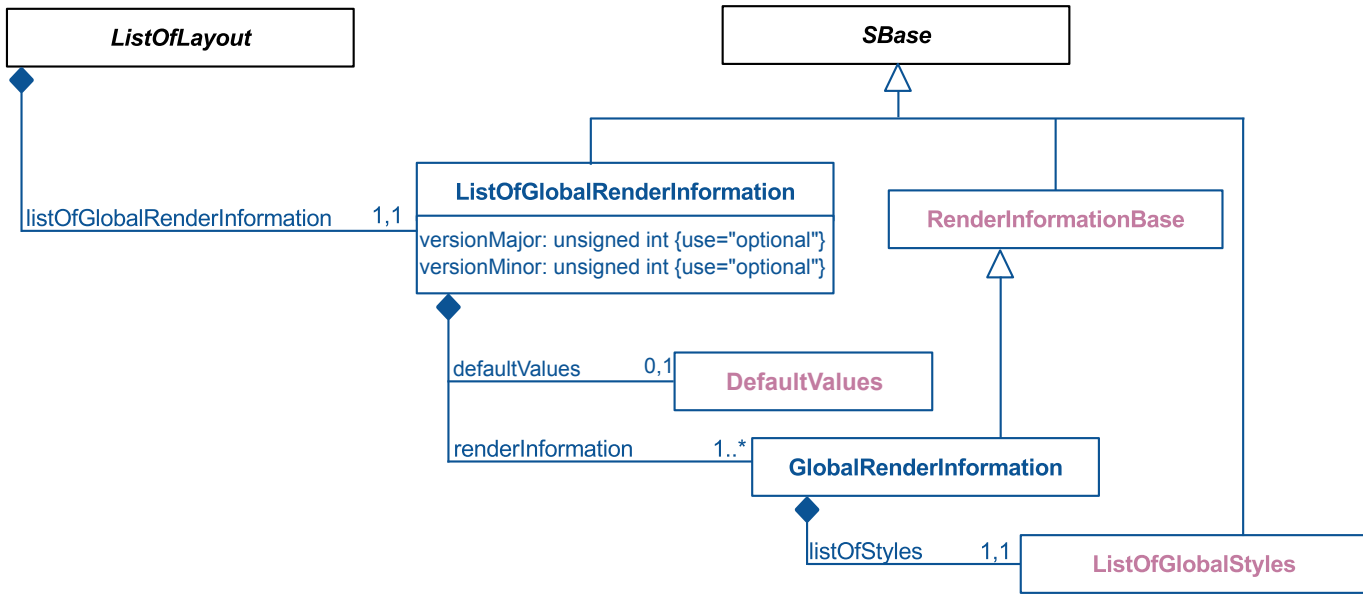 ListOfLayout
SBase
ListOfGlobalRenderInformation
listOfGlobalRenderInformation
1,1
RenderInformationBase
versionMajor: unsigned int {use="optional"}
versionMinor: unsigned int {use="optional"}
defaultValues
0,1
DefaultValues
renderInformation
1..*
GlobalRenderInformation
listOfStyles
1,1
ListOfGlobalStyles